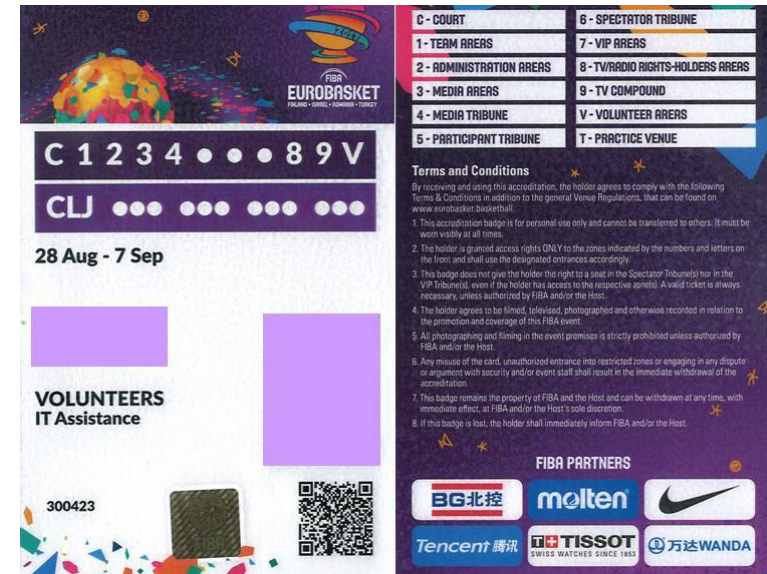 2017
FIBA
EUROBASKET
FINLAND • ISRAEL • ROMANIA • TURKEY
C 1 2 3 4 ● ● ● 8 9 V
CLJ ●●● ●●● ●●● ●●●
28 Aug - 7 Sep
VOLUNTEERS
IT Assistance
300423
C - COURT
1 - TEAM AREAS
2 - ADMINISTRATION AREAS
3 - MEDIA AREAS
4 - MEDIA TRIBUNE
5 - PARTICIPANT TRIBUNE
6 - SPECTATOR TRIBUNE
7 - VIP AREAS
8 - TV/RADIO RIGHTS-HOLDERS AREAS
9 - TV COMPOUND
V - VOLUNTEER AREAS
T - PRACTICE VENUE
Terms and Conditions
By receiving and using this accreditation, the holder agrees to comply with the following
Terms & Conditions in addition to the general Venue Regulations, that can be found on
www.eurobasket.basketball.
1. This accreditation badge is for personal use only and cannot be transferred to others. It must be
worn visibly at all times.
2. The holder is granted access rights ONLY to the zones indicated by the numbers and letters on
the front and shall use the designated entrances accordingly.
3. This badge does not give the holder the right to a seat in the Spectator Tribune(s) nor in the
VIP Tribune(s), even if the holder has access to the respective zone(s). A valid ticket is always
necessary, unless authorized by FIBA and/or the Host.
4. The holder agrees to be filmed, televised, photographed and otherwise recorded in relation to
the promotion and coverage of this FIBA event.
5. All photographing and filming in the event premises is strictly prohibited unless authorized by
FIBA and/or the Host.
6. Any misuse of the card, unauthorized entrance into restricted zones or engaging in any dispute
or argument with security and/or event staff shall result in the immediate withdrawal of the
accreditation.
7. This badge remains the property of FIBA and the Host and can be withdrawn at any time, with
immediate effect, at FIBA and/or the Host's sole discretion.
8. If this badge is lost, the holder shall immediately inform FIBA and/or the Host.
FIBA PARTNERS
BG北控
molten
Tencent 腾讯
TISSOT
SWISS WATCHES SINCE 1853
万达WANDA